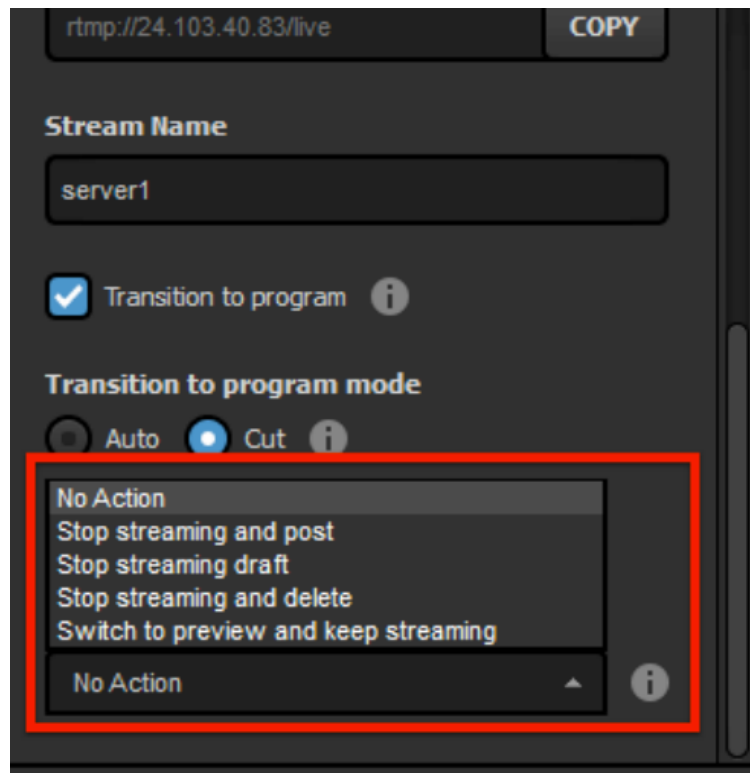 rtmp://24.103.40.83/live COPY
Stream Name
server1
Transition to program
Transition to program mode
Auto Cut
No Action
Stop streaming and post
Stop streaming draft
Stop streaming and delete
Switch to preview and keep streaming
No Action